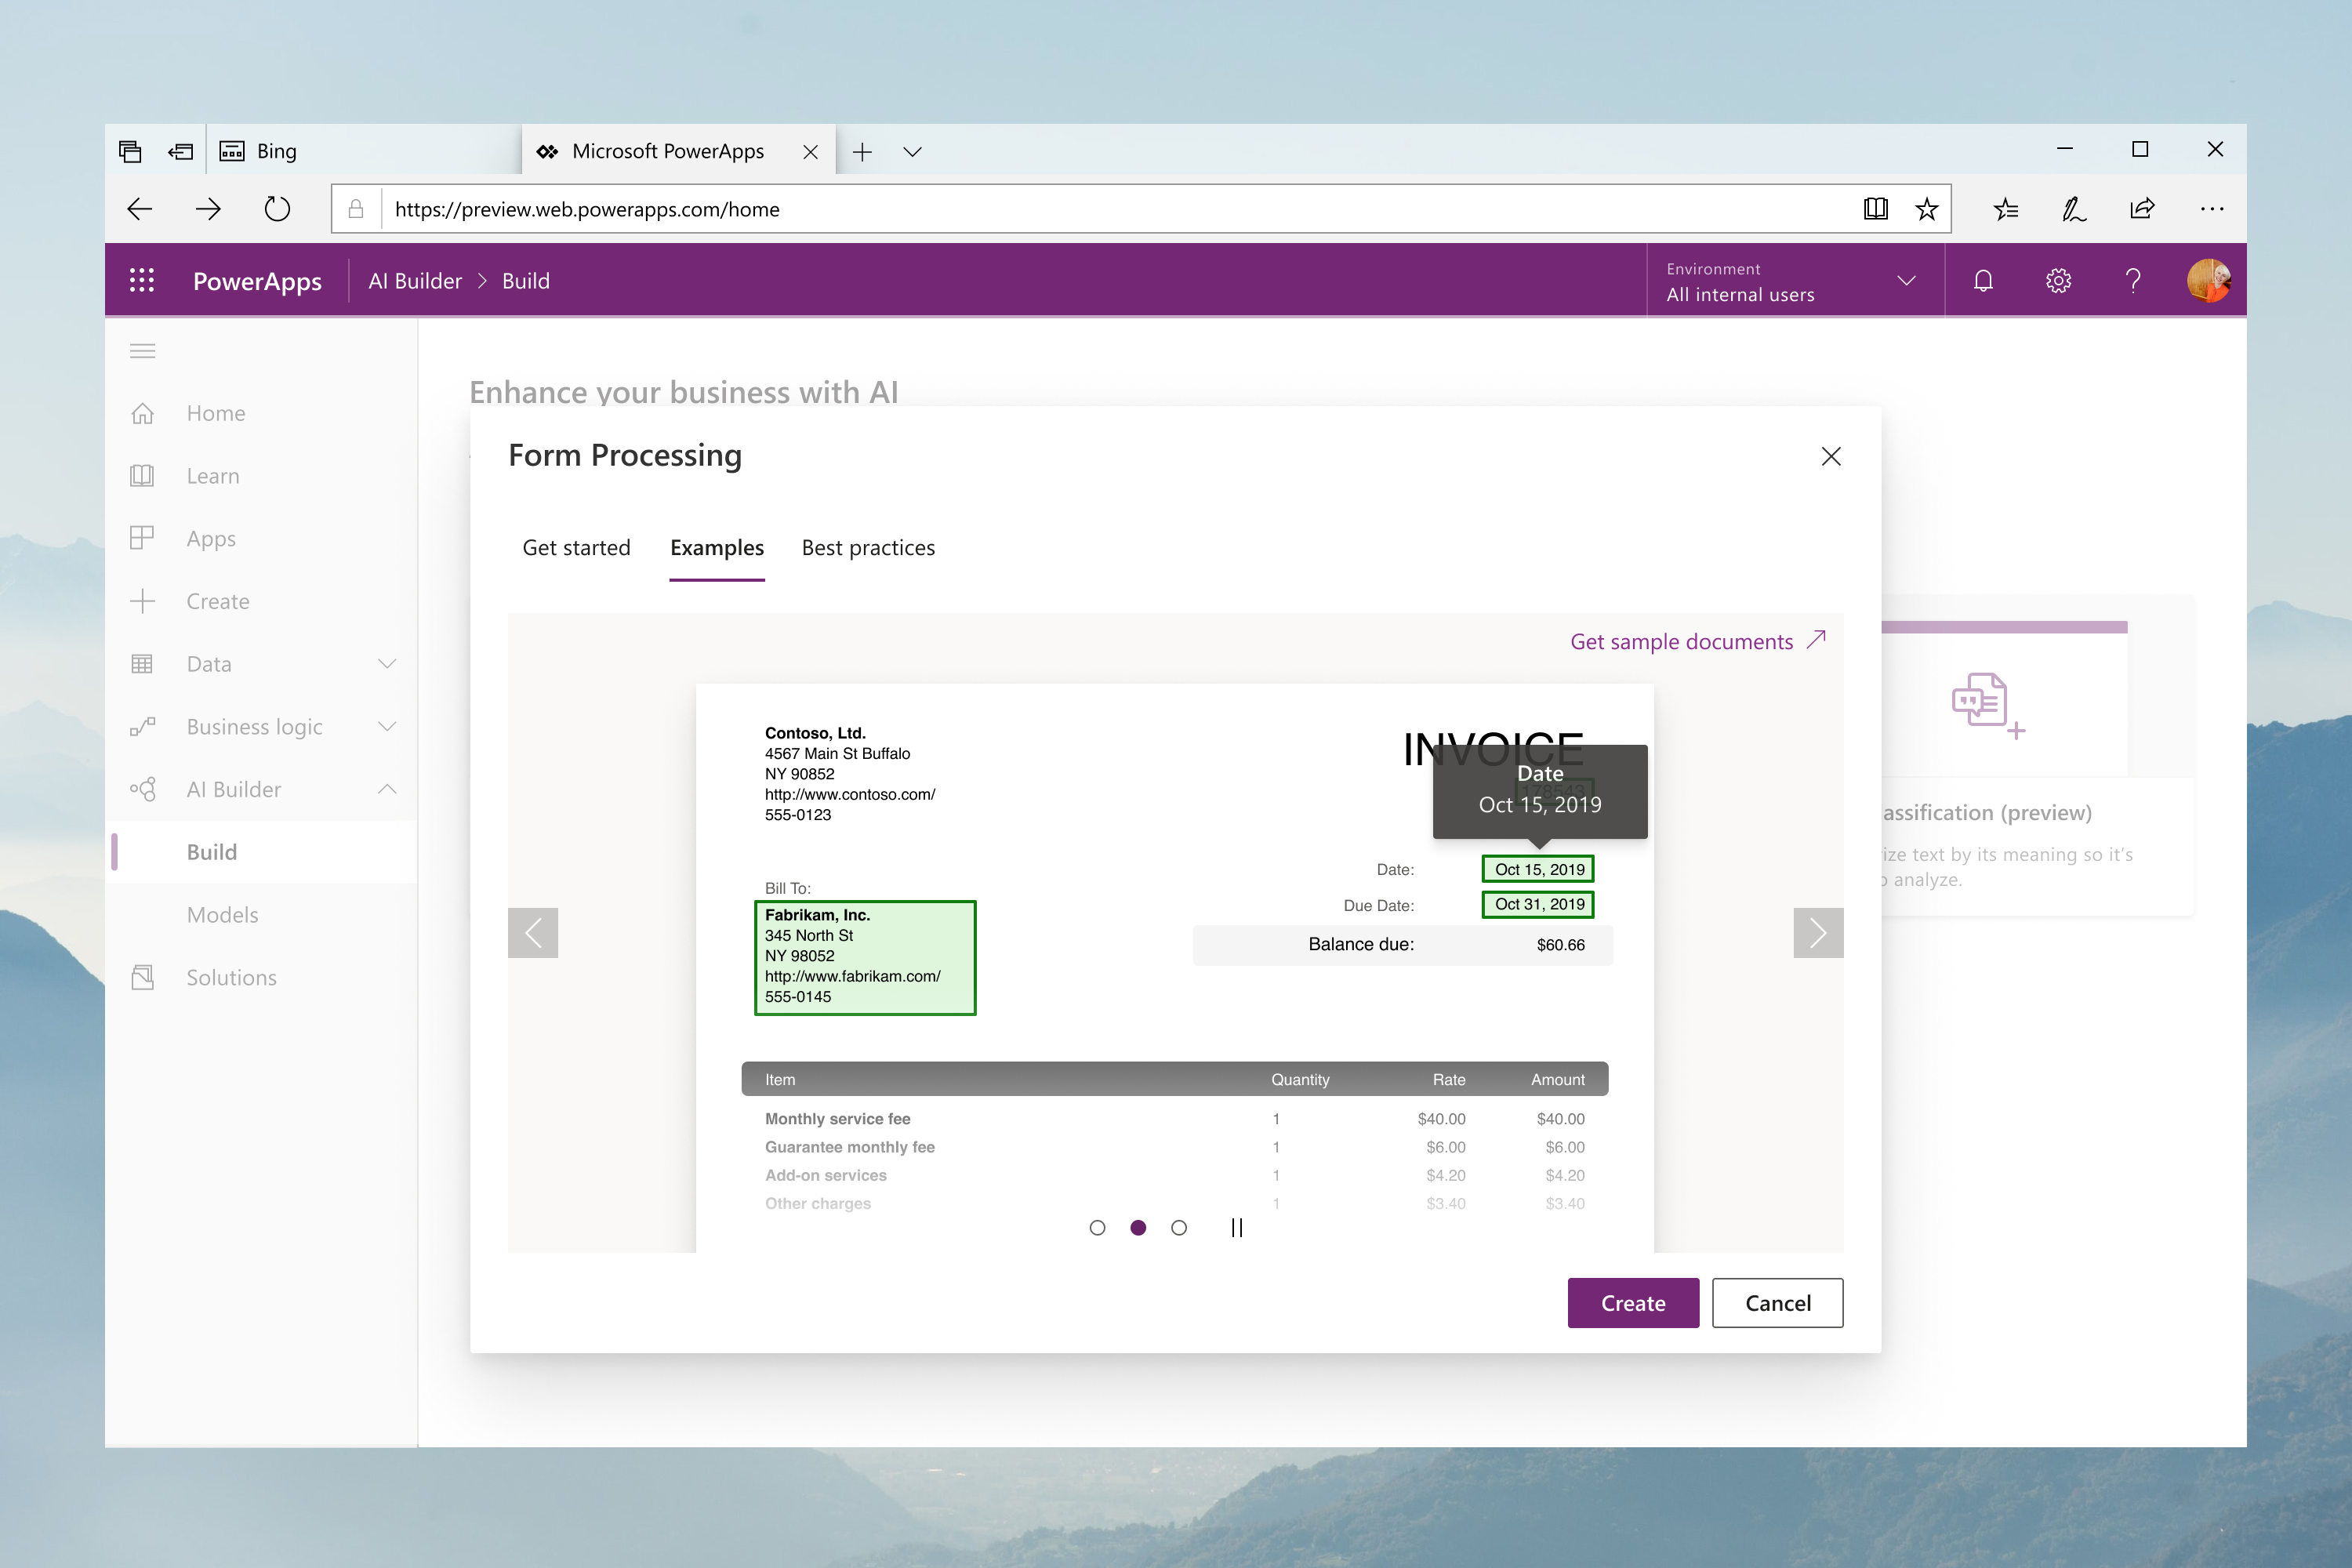 Bing
Microsoft PowerApps
https://preview.web.powerapps.com/home
PowerApps
AI Builder > Build
Environment
All internal users
Home
Learn
Apps
Create
Data
Business logic
AI Builder
Build
Models
Solutions
Enhance your business with AI
Form Processing
Get started
Examples
Best practices
Get sample documents
Contoso, Ltd.
4567 Main St Buffalo
NY 90852
http://www.contoso.com/
555-0123
INVOICE
Date
Oct 15, 2019
Date: Oct 15, 2019
Due Date: Oct 31, 2019
Balance due: $60.66
Bill To:
Fabrikam, Inc.
345 North St
NY 98052
http://www.fabrikam.com/
555-0145
Item Quantity Rate Amount
Monthly service fee 1 $40.00 $40.00
Guarantee monthly fee 1 $6.00 $6.00
Add-on services 1 $4.20 $4.20
Other charges 1 $3.40 $3.40
Create
Cancel
assification (preview)
ize text by its meaning so it's
analyze.